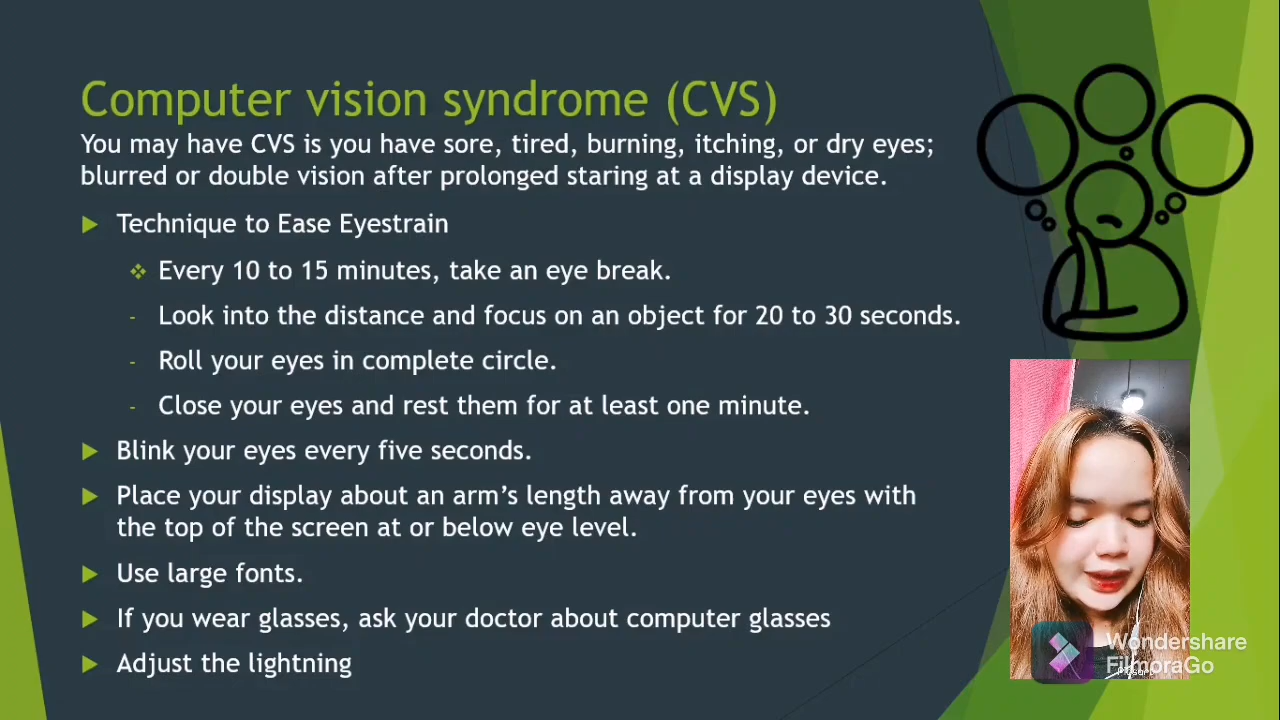 Computer vision syndrome (CVS)
You may have CVS is you have sore, tired, burning, itching, or dry eyes;
blurred or double vision after prolonged staring at a display device.
Technique to Ease Eyestrain
Every 10 to 15 minutes, take an eye break.
- Look into the distance and focus on an object for 20 to 30 seconds.
- Roll your eyes in complete circle.
- Close your eyes and rest them for at least one minute.
Blink your eyes every five seconds.
Place your display about an arm's length away from your eyes with
the top of the screen at or below eye level.
Use large fonts.
If you wear glasses, ask your doctor about computer glasses
Adjust the lightning
Wondershare
FilmoraGo